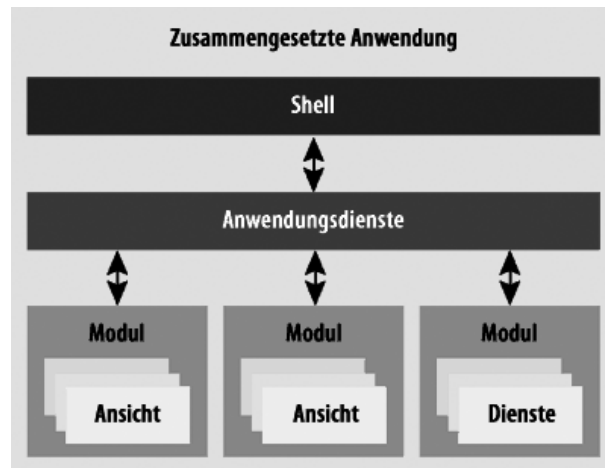 Zusammengesetzte Anwendung
Shell
Anwendungsdienste
Modul
Ansicht
Modul
Ansicht
Modul
Dienste